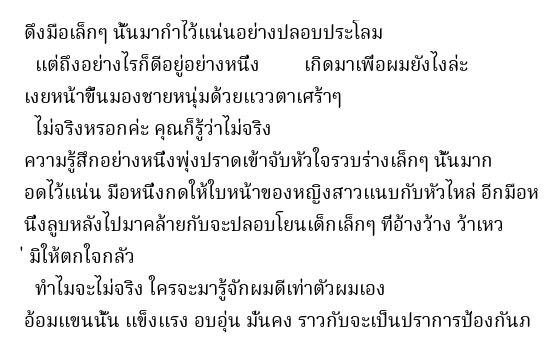 ดึงมือเล็กๆ นั้นมากำไว้แน่นอย่างปลอบประโลม
แต่ถึงอย่างไรก็ดีอยู่อย่างหนึ่ง เกิดมาเพื่อผมยังไงล่ะ
เงยหน้าขึ้นมองชายหนุ่มด้วยแววตาเศร้าๆ
ไม่จริงหรอกค่ะ คุณก็รู้ว่าไม่จริง
ความรู้สึกอย่างหนึ่งพุ่งปราดเข้าจับหัวใจรวบร่างเล็กๆ นั้นมาก
อดไว้แน่น มือหนึ่งกดให้ใบหน้าของหญิงสาวแนบกับหัวไหล่ อีกมือห
นึ่งลูบหลังไปมาคล้ายกับจะปลอบโยนเด็กเล็กๆ ที่อ้างว้าง ว้าเหว
่ มิให้ตกใจกลัว
ทำไมจะไม่จริง ใครจะมารู้จักผมดีเท่าตัวผมเอง
อ้อมแขนนั้น แข็งแรง อบอุ่น มั่นคง ราวกับจะเป็นปราการป้องกันภ